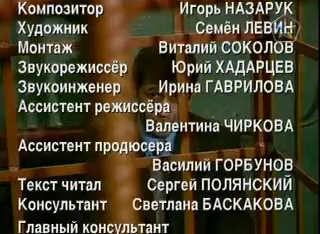 Композитор Игорь НАЗАРУК
Художник Семён ЛЕВИН
Монтаж Виталий СОКОЛОВ
Звукорежиссёр Юрий ХАДАРЦЕВ
Звукоинженер Ирина ГАВРИЛОВА
Ассистент режиссёра
Валентина ЧИРКОВА
Ассистент продюсера
Василий ГОРБУНОВ
Текст читал Сергей ПОЛЯНСКИЙ
Консультант Светлана БАСКАКОВА
Главный консультант